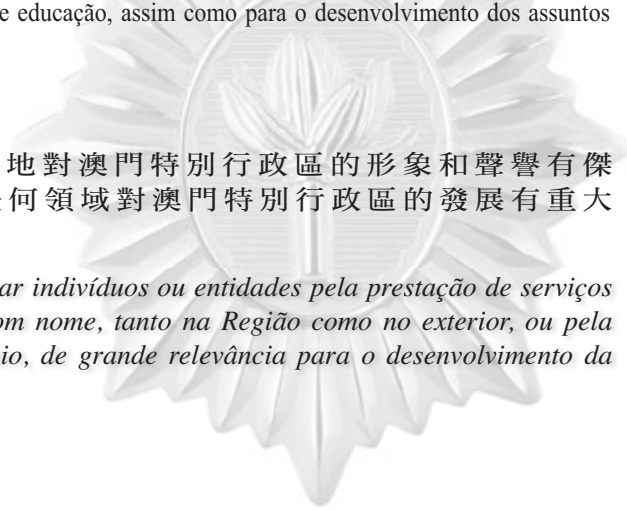 e educação, assim como para o desenvolvimento dos assuntos
地對澳門特別行政區的形象和聲譽有傑
何領域對澳門特別行政區的發展有重大
ar indivíduos ou entidades pela prestação de serviços
om nome, tanto na Região como no exterior, ou pela
io, de grande relevância para o desenvolvimento da